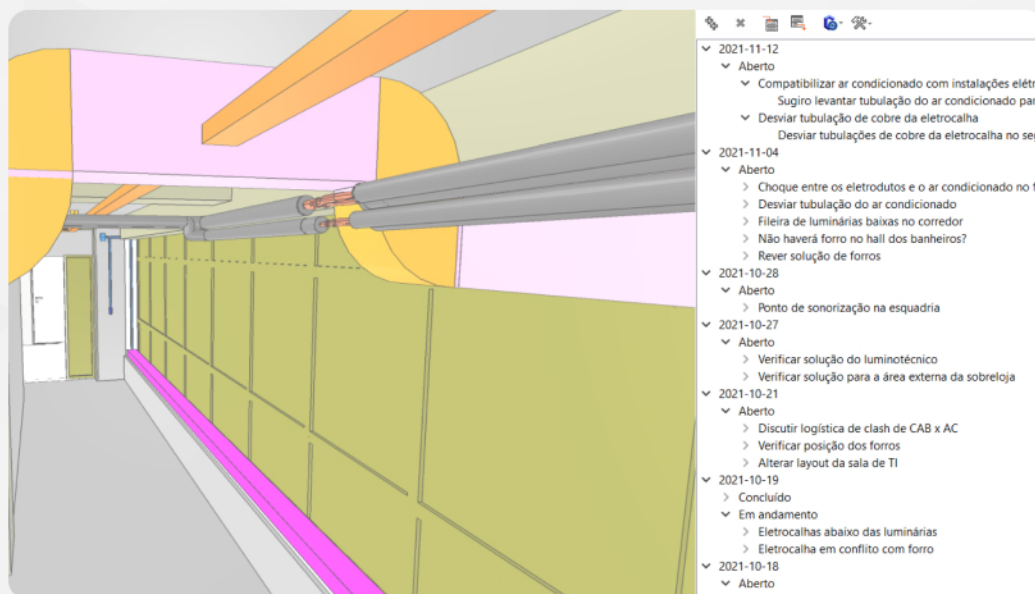 2021-11-12
Aberto
Compatibilizar ar condicionado com instalações elétr
Sugiro levantar tubulação do ar condicionado par
Desviar tubulação de cobre da eletrocalha
Desviar tubulações de cobre da eletrocalha no seg
2021-11-04
Aberto
Choque entre os eletrodutos e o ar condicionado no f
Desviar tubulação do ar condicionado
Fileira de luminárias baixas no corredor
Não haverá forro no hall dos banheiros?
Rever solução de forros
2021-10-28
Aberto
Ponto de sonorização na esquadria
2021-10-27
Aberto
Verificar solução do luminotécnico
Verificar solução para a área externa da sobreloja
2021-10-21
Aberto
Discutir logística de clash de CAB x AC
Verificar posição dos forros
Alterar layout da sala de TI
2021-10-19
Concluído
Em andamento
Eletrocalhas abaixo das luminárias
Eletrocalha em conflito com forro
2021-10-18
Aberto